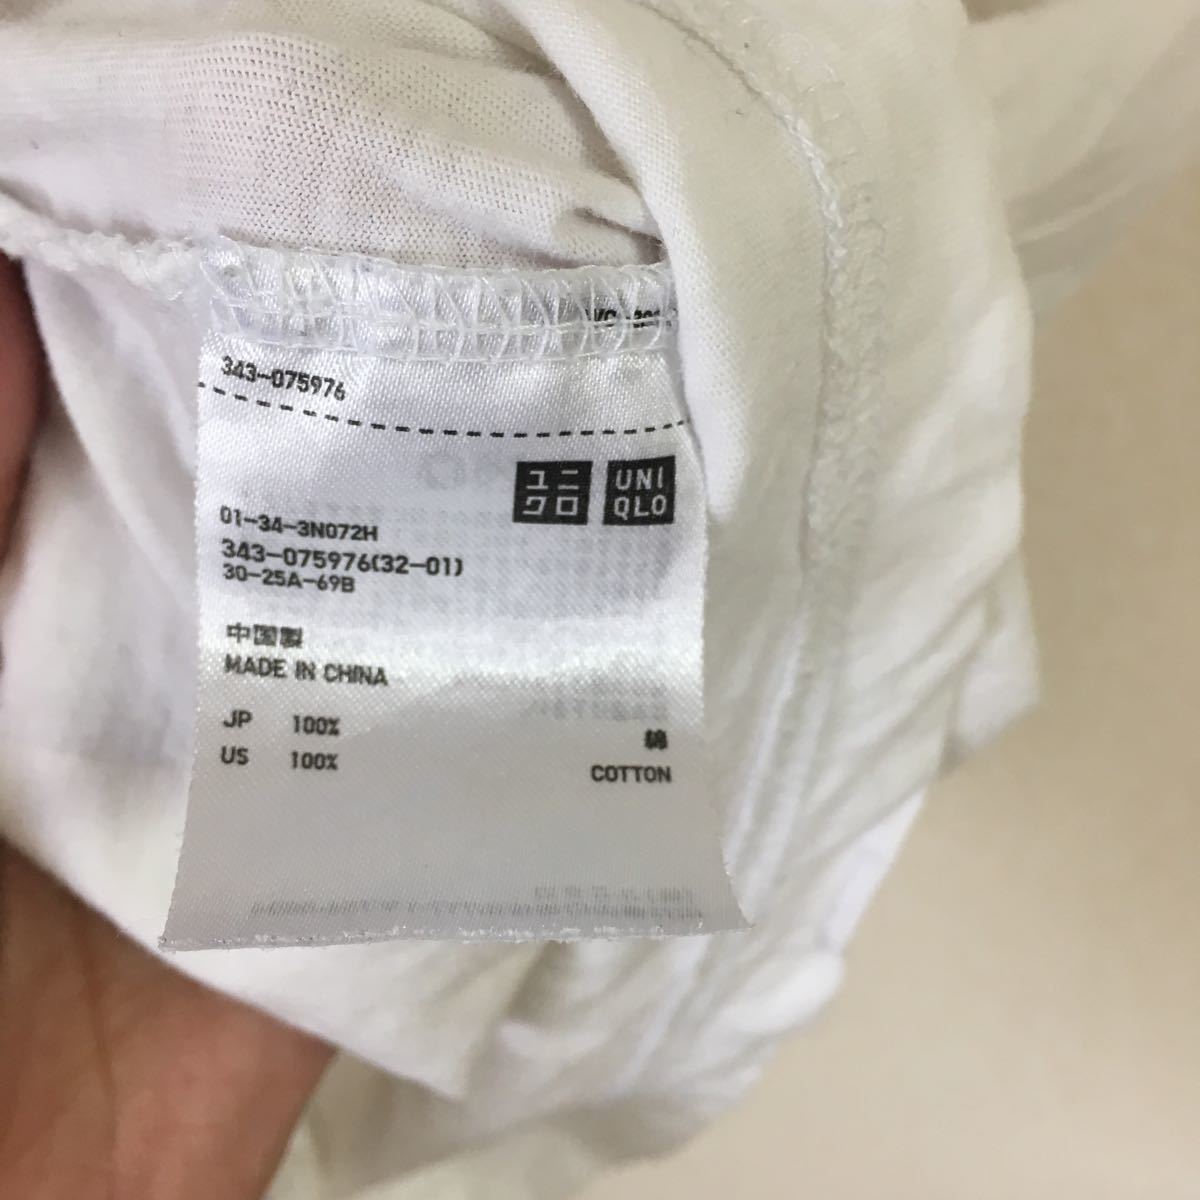 343-075976
ユニ
クロ
UNI
QLO
01-34-3N072H
343-075976(32-01)
30-25A-69B
中国製
MADE IN CHINA
JP 100% 綿
US 100% COTTON